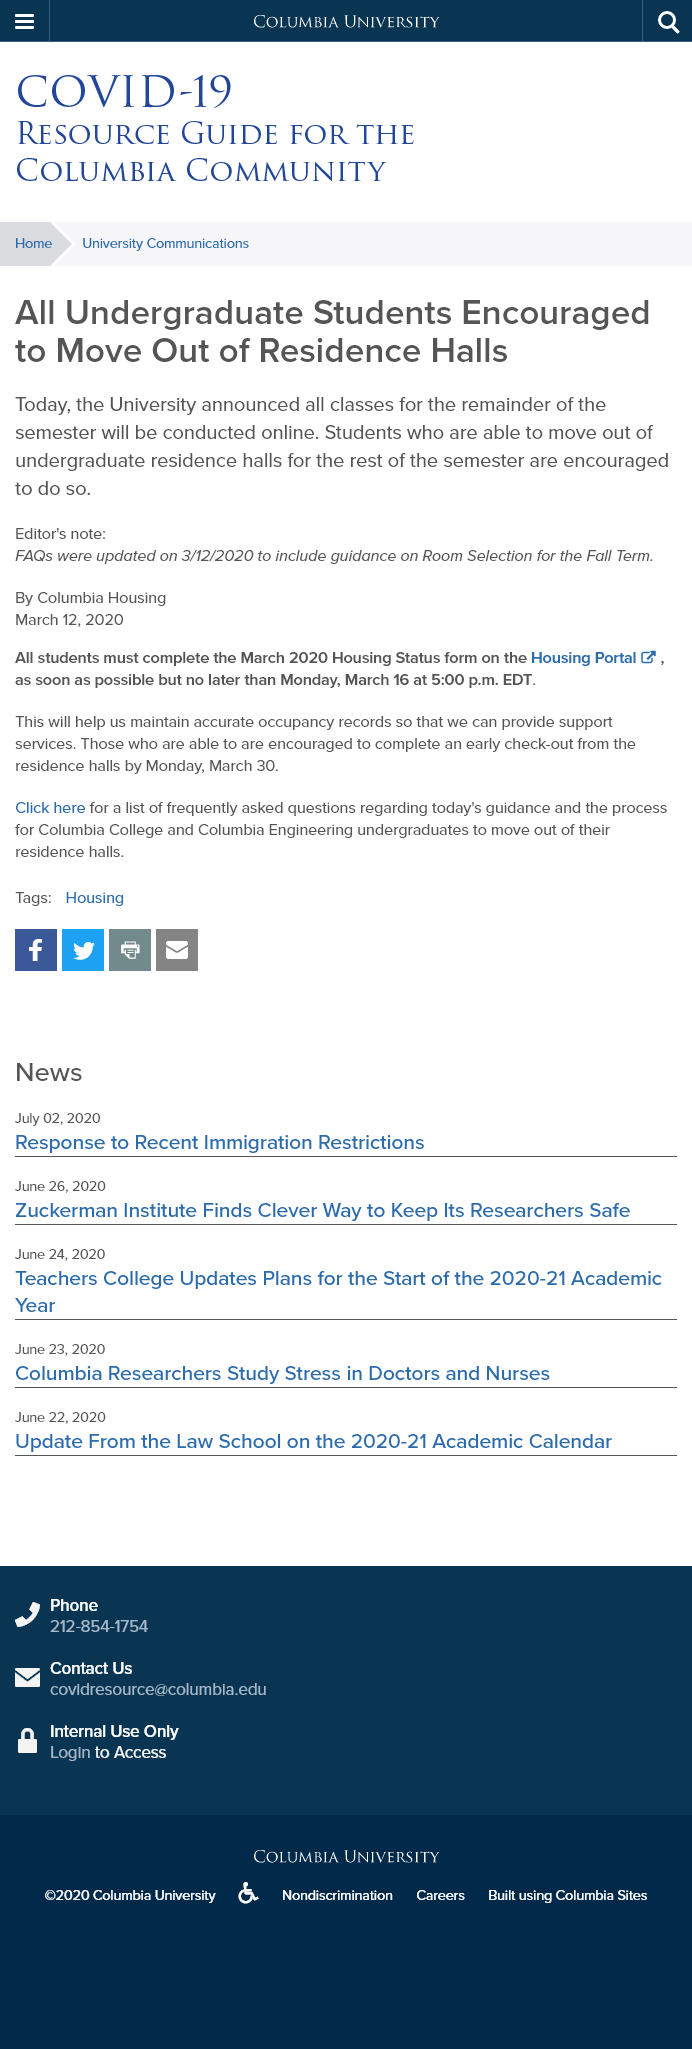 Columbia University
COVID-19
Resource Guide for the
Columbia Community
Home
University Communications
All Undergraduate Students Encouraged
to Move Out of Residence Halls
Today, the University announced all classes for the remainder of the
semester will be conducted online. Students who are able to move out of
undergraduate residence halls for the rest of the semester are encouraged
to do so.
Editor's note:
FAQs were updated on 3/12/2020 to include guidance on Room Selection for the Fall Term.
By Columbia Housing
March 12, 2020
All students must complete the March 2020 Housing Status form on the Housing Portal ,
as soon as possible but no later than Monday, March 16 at 5:00 p.m. EDT.
This will help us maintain accurate occupancy records so that we can provide support
services. Those who are able to are encouraged to complete an early check-out from the
residence halls by Monday, March 30.
Click here for a list of frequently asked questions regarding today's guidance and the process
for Columbia College and Columbia Engineering undergraduates to move out of their
residence halls.
Tags: Housing
News
July 02, 2020
Response to Recent Immigration Restrictions
June 26, 2020
Zuckerman Institute Finds Clever Way to Keep Its Researchers Safe
June 24, 2020
Teachers College Updates Plans for the Start of the 2020-21 Academic
Year
June 23, 2020
Columbia Researchers Study Stress in Doctors and Nurses
June 22, 2020
Update From the Law School on the 2020-21 Academic Calendar
Phone
212-854-1754
Contact Us
covidresource@columbia.edu
Internal Use Only
Login to Access
Columbia University
©2020 Columbia University Nondiscrimination Careers Built using Columbia Sites